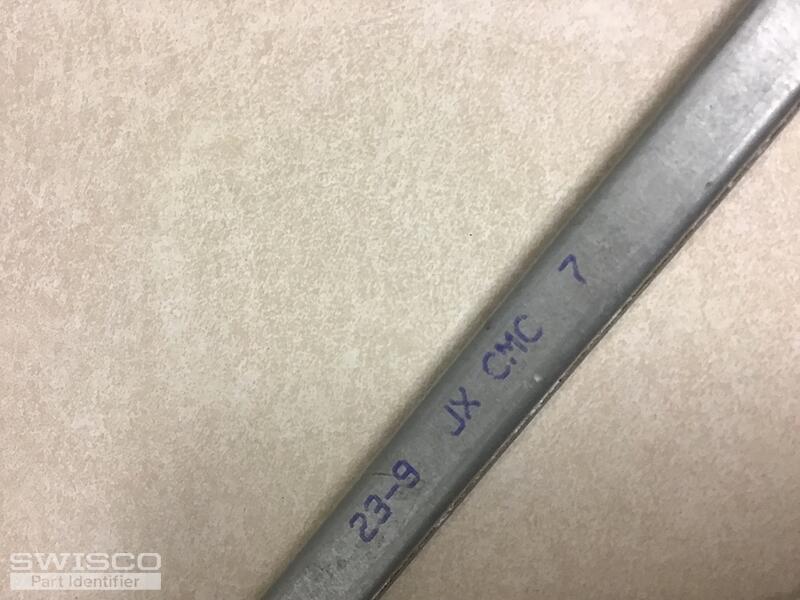 23-9 JX CMC 7
SWISCO
Part Identifier